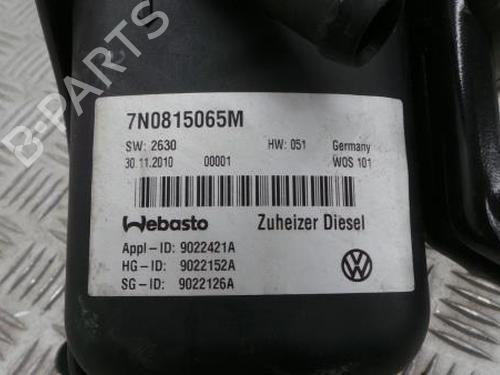 7N0815065M
SW: 2630 HW: 051 Germany
30.11.2010 00001 WOS 101
Webasto Zuheizer Diesel
Appl-ID: 9022421A
HG-ID: 9022152A
SG-ID: 9022126A
B-PARTS